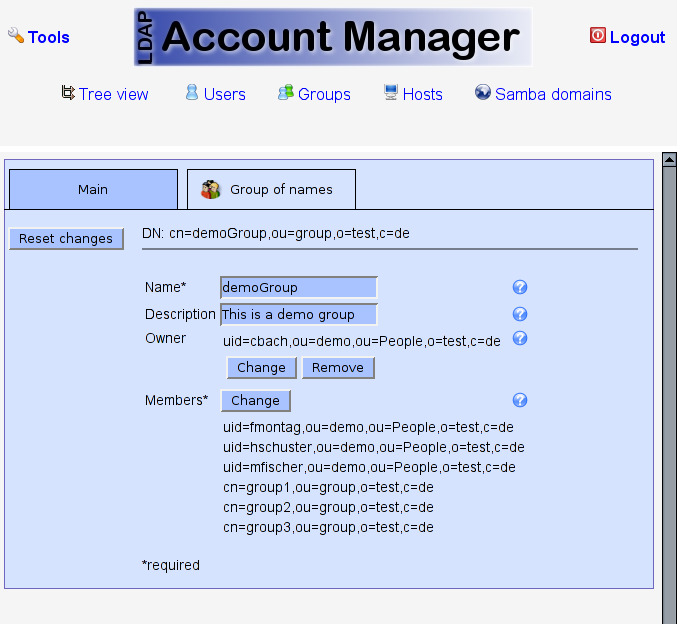 Tools
LDAP Account Manager
Logout
Tree view Users Groups Hosts Samba domains
Main Group of names
Reset changes
DN: cn=demoGroup,ou=group,o=test,c=de
Name* demoGroup
Description This is a demo group
Owner uid=cbach,ou=demo,ou=People,o=test,c=de
Change Remove
Members* Change
uid=fmontag,ou=demo,ou=People,o=test,c=de
uid=hschuster,ou=demo,ou=People,o=test,c=de
uid=mfischer,ou=demo,ou=People,o=test,c=de
cn=group1,ou=group,o=test,c=de
cn=group2,ou=group,o=test,c=de
cn=group3,ou=group,o=test,c=de
*required